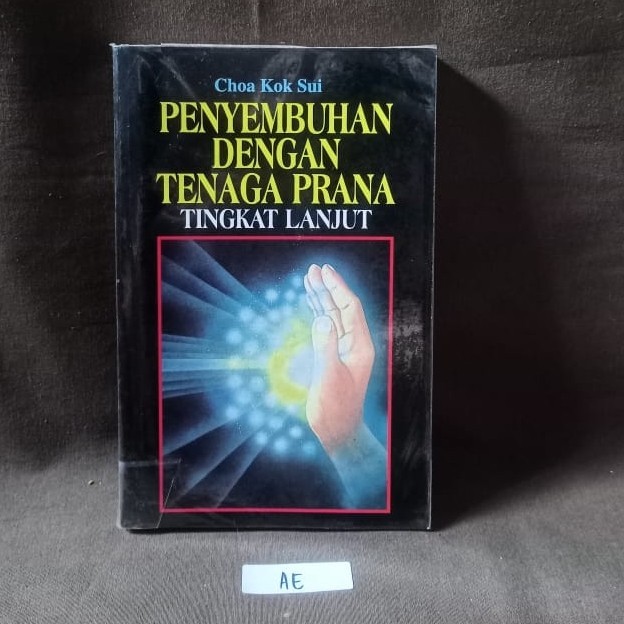 Choa Kok Sui
PENYEMBUHAN
DENGAN
TENAGA PRANA
TINGKAT LANJUT
AE